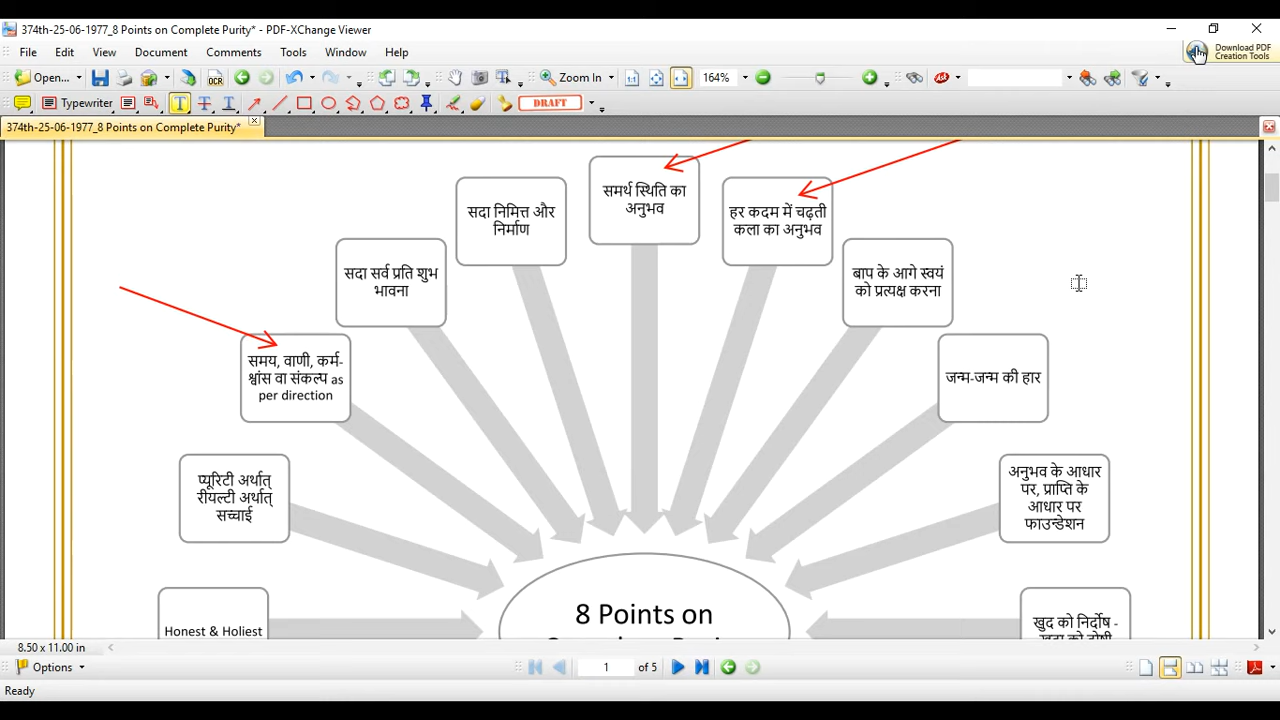 374th-25-06-1977_8 Points on Complete Purity* - PDF-XChange Viewer
File Edit View Document Comments Tools Window Help
Download PDF
Creation Tools
Open...
OCR
Zoom In
164%
Ask
Typewriter
T T T
DRAFT
374th-25-06-1977_8 Points on Complete Purity*
समर्थ स्थिति का
अनुभव
सदा निमित्त और
निर्माण
हर कदम में चढ़ती
कला का अनुभव
सदा सर्व प्रति शुभ
भावना
बाप के आगे स्वयं
को प्रत्यक्ष करना
समय, वाणी, कर्म-
श्वांस वा संकल्प as
per direction
जन्म-जन्म की हार
प्यूरिटी अर्थात्
रीयल्टी अर्थात्
सच्चाई
अनुभव के आधार
पर, प्राप्ति के
आधार पर
फाउन्डेशन
Honest & Holiest
8 Points on
खुद को निर्दोष -
8.50 x 11.00 in
Options
1 of 5
Ready